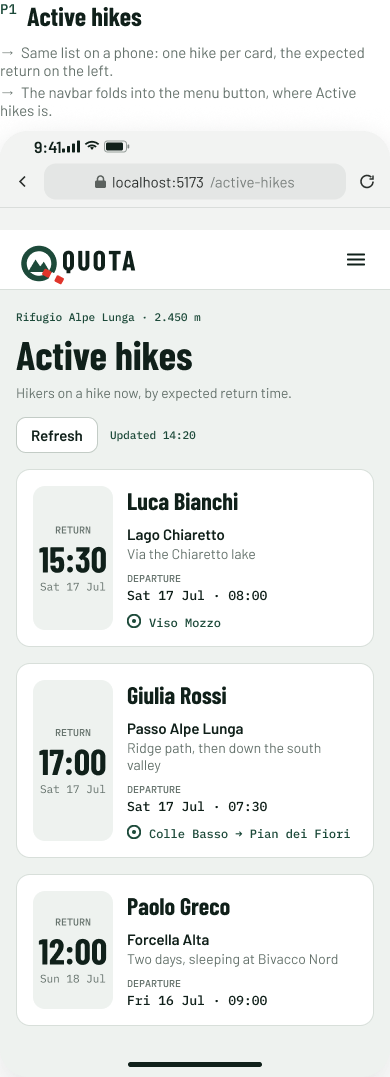 P1 Active hikes
→ Same list on a phone: one hike per card, the expected
return on the left.
→ The navbar folds into the menu button, where Active
hikes is.
9:41
localhost:5173 /active-hikes
QUOTA
Rifugio Alpe Lunga · 2.450 m
Active hikes
Hikers on a hike now, by expected return time.
Refresh Updated 14:20
RETURN
15:30
Sat 17 Jul
Luca Bianchi
Lago Chiaretto
Via the Chiaretto lake
DEPARTURE
Sat 17 Jul · 08:00
Viso Mozzo
RETURN
17:00
Sat 17 Jul
Giulia Rossi
Passo Alpe Lunga
Ridge path, then down the south
valley
DEPARTURE
Sat 17 Jul · 07:30
Colle Basso → Pian dei Fiori
RETURN
12:00
Sun 18 Jul
Paolo Greco
Forcella Alta
Two days, sleeping at Bivacco Nord
DEPARTURE
Fri 16 Jul · 09:00